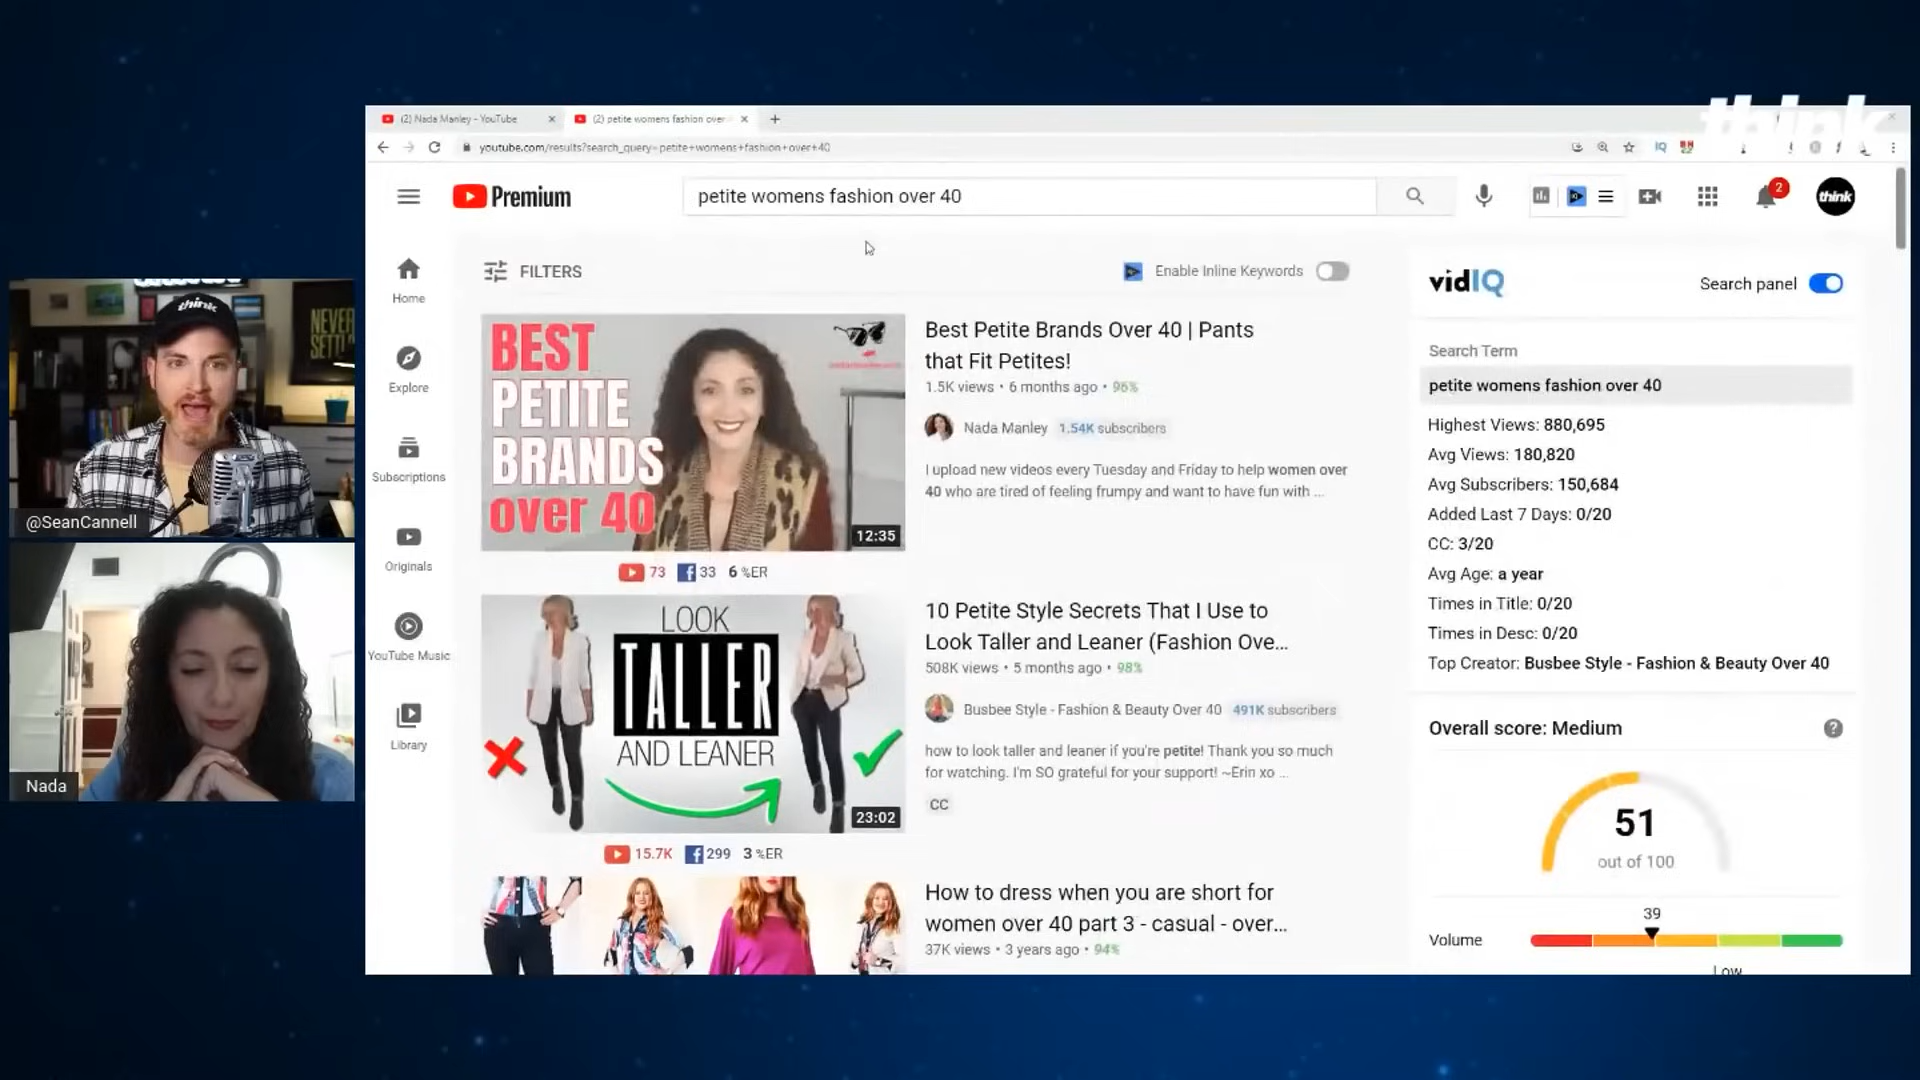 think
(2) Nada Manley - YouTube
(2) petite womens fashion over
youtube.com/results?search_query=petite+womens+fashion+over+40
IQ
Premium
petite womens fashion over 40
2
think
Home
Explore
Subscriptions
Originals
YouTube Music
Library
FILTERS
Enable Inline Keywords
BEST
PETITE
BRANDS
over 40
12:35
73 33 6 %ER
Best Petite Brands Over 40 | Pants
that Fit Petites!
1.5K views • 6 months ago • 96%
Nada Manley 1.54K subscribers
I upload new videos every Tuesday and Friday to help women over
40 who are tired of feeling frumpy and want to have fun with ...
LOOK
TALLER
AND LEANER
23:02
15.7K 299 3 %ER
10 Petite Style Secrets That I Use to
Look Taller and Leaner (Fashion Ove...
508K views • 5 months ago • 98%
Busbee Style - Fashion & Beauty Over 40 491K subscribers
how to look taller and leaner if you're petite! Thank you so much
for watching. I'm SO grateful for your support! ~Erin xo ...
CC
How to dress when you are short for
women over 40 part 3 - casual - over...
37K views • 3 years ago • 94%
vidIQ
Search panel
Search Term
petite womens fashion over 40
Highest Views: 880,695
Avg Views: 180,820
Avg Subscribers: 150,684
Added Last 7 Days: 0/20
CC: 3/20
Avg Age: a year
Times in Title: 0/20
Times in Desc: 0/20
Top Creator: Busbee Style - Fashion & Beauty Over 40
Overall score: Medium
51
out of 100
39
Volume
Low
think
NEVER
SETTL
@SeanCannell
Nada